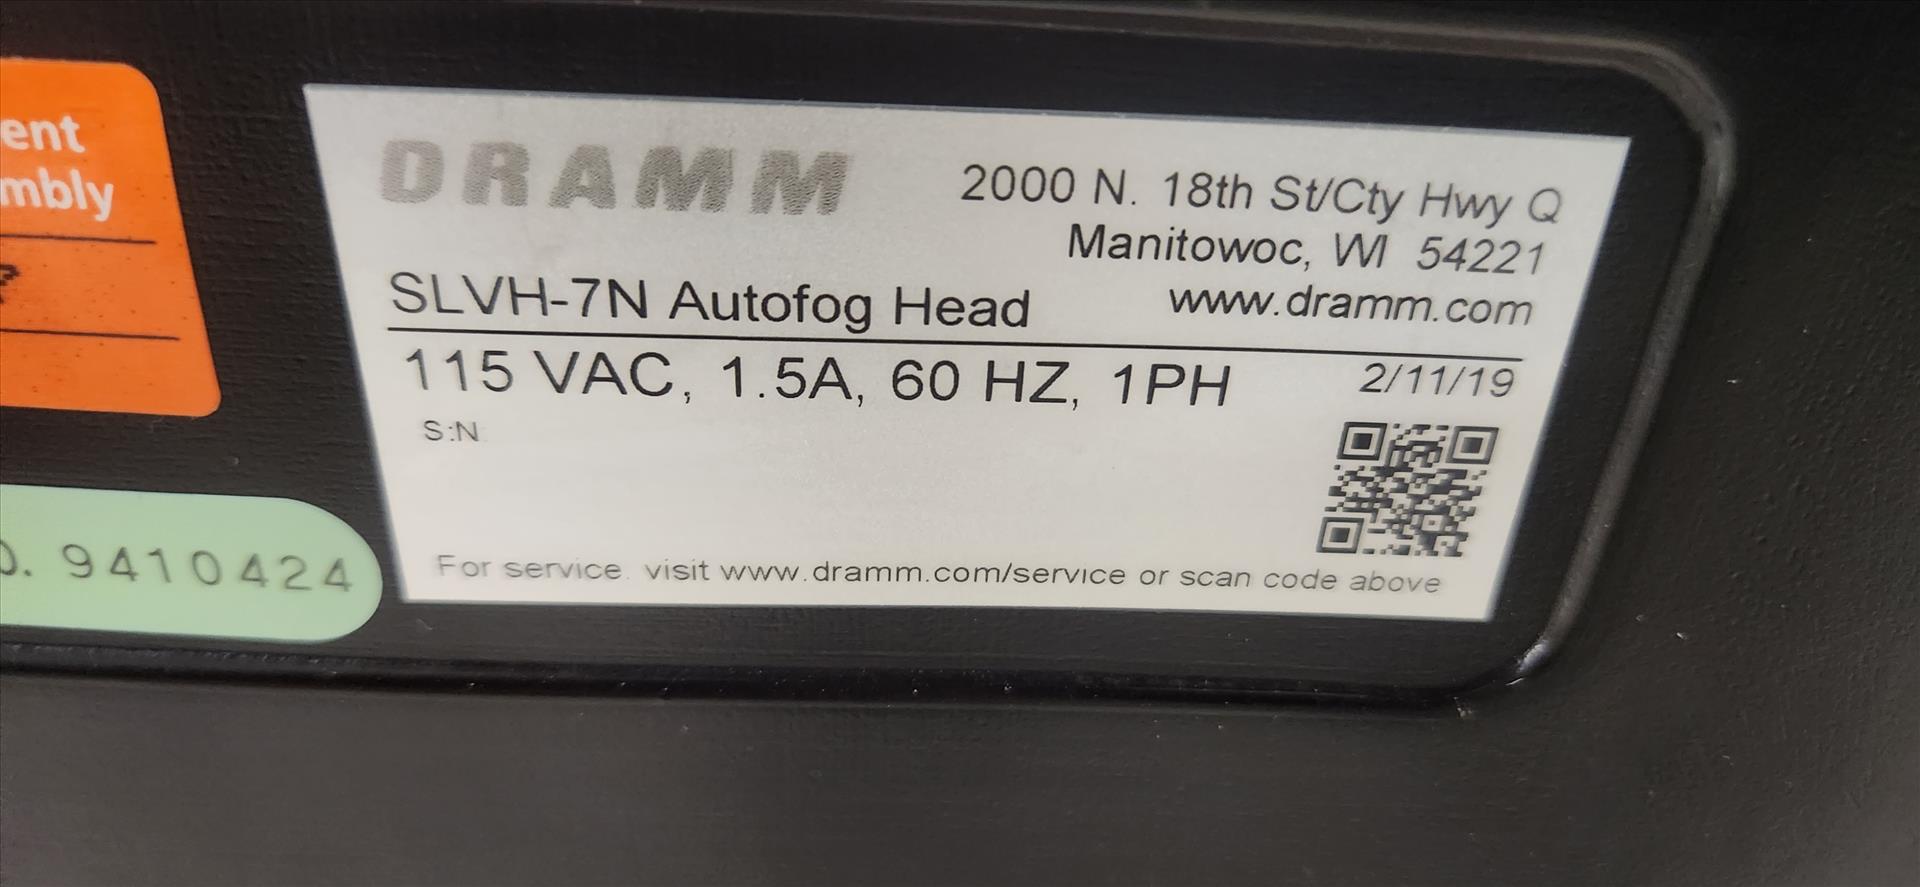 ent
mbly
DRAMM
2000 N. 18th St/Cty Hwy Q
Manitowoc, WI 54221
www.dramm.com
SLVH-7N Autofog Head
115 VAC, 1.5A, 60 HZ, 1PH
2/11/19
S:N
For service. visit www.dramm.com/service or scan code above
. 9410424